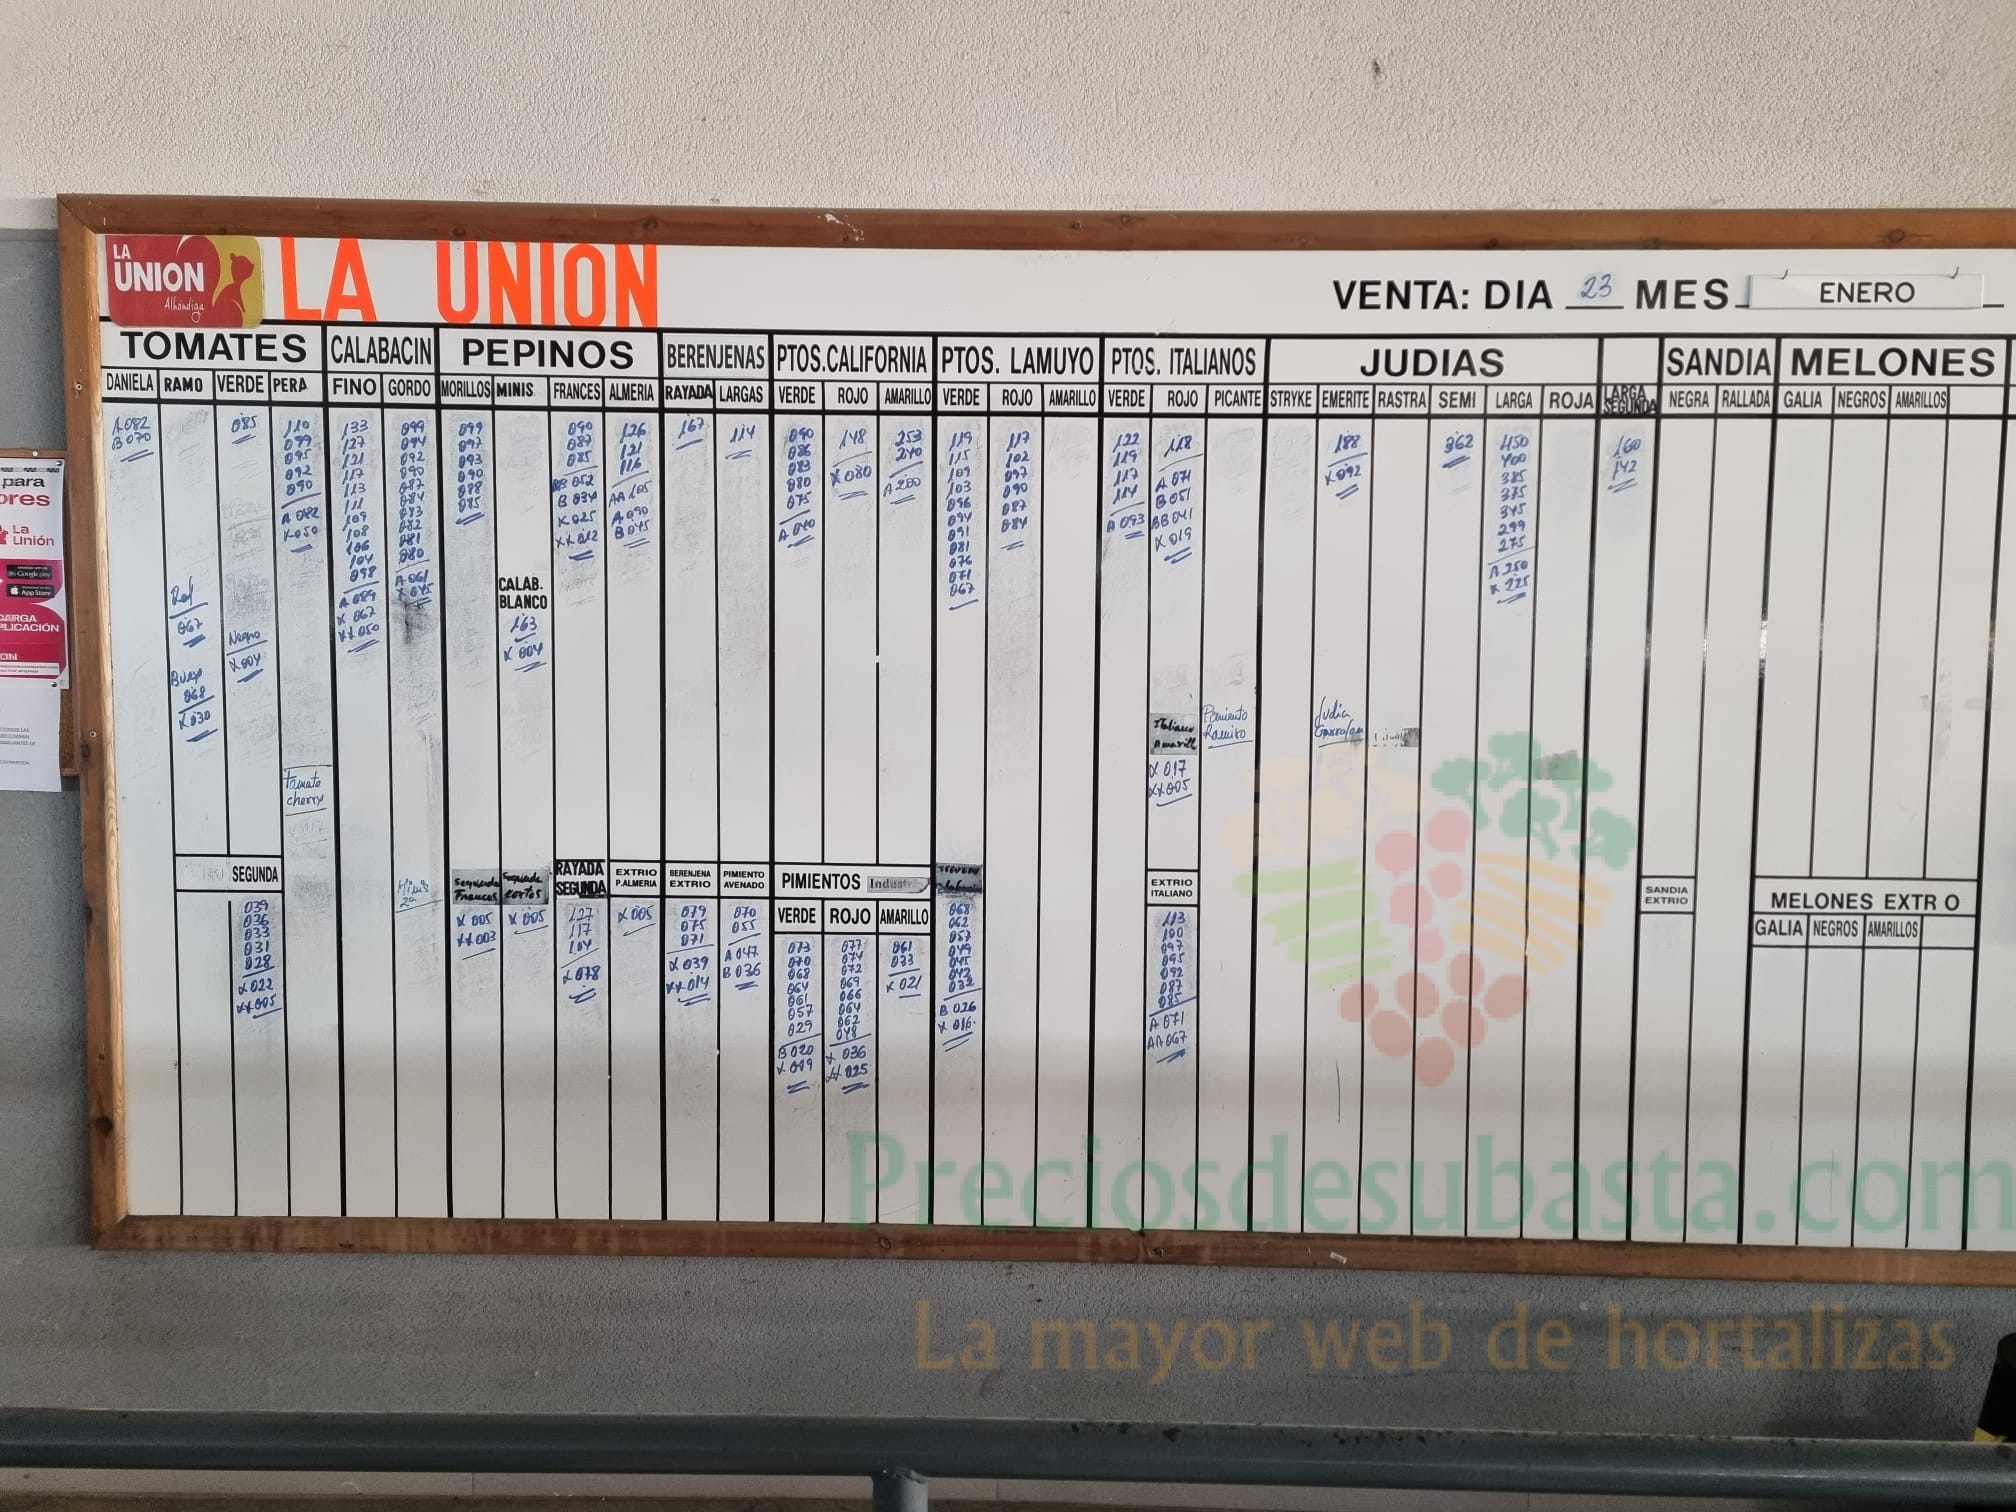 LA
UNION
Alhóndiga
LA UNION
VENTA: DIA 23 MES ENERO
TOMATES CALABACIN PEPINOS BERENJENAS PTOS.CALIFORNIA PTOS. LAMUYO PTOS. ITALIANOS JUDIAS SANDIA MELONES
DANIELA RAMO VERDE PERA FINO GORDO MORILLOS MINIS FRANCES ALMERIA RAYADA LARGAS VERDE ROJO AMARILLO VERDE ROJO AMARILLO VERDE ROJO PICANTE STRYKE EMERITE RASTRA SEMI LARGA ROJA LARGA SEGUNDA NEGRA RALLADA GALIA NEGROS AMARILLOS
A 082
B 070
085
110
099
095
092
090
A 082
X 050
133
127
121
117
113
111
109
108
106
104
098
A 089
X 067
XX 050
099
094
092
090
087
084
082
081
080
A 061
X 045
099
097
093
090
088
085
090
087
085
B 034
X 025
XX 012
126
121
116
AA 105
A 090
B 045
167
114
090
086
083
080
075
148
X 080
253
240
A 200
119
115
109
103
096
094
091
081
076
071
067
117
102
097
090
087
084
122
119
117
114
A 093
A 071
B 051
BB 041
X 019
188
X 092
362
450
400
385
375
345
299
275
A 250
X 225
160
142
067
068
X 030
Negro
X 004
CALAB.
BLANCO
163
X 004
Tomate
cherry
Italiano
Amarillo
X 017
XX 005
Pimiento
Ramiro
Judia
Garrafon
SEGUNDA
039
036
033
031
028
X 022
XX 005
Segunda
Frances
X 005
XX 003
Segunda
cortos
X 005
RAYADA
SEGUNDA
127
117
104
X 078
EXTRIO
P.ALMERIA
X 005
BERENJENA
EXTRIO
079
075
071
X 039
XX 014
PIMIENTO
AVENADO
070
055
A 047
B 036
PIMIENTOS
VERDE ROJO AMARILLO
073
070
068
064
061
057
029
B 020
X 009
077
074
072
069
066
064
062
048
X 036
XX 025
061
033
X 021
068
062
057
049
045
042
032
B 026
X 016
EXTRIO
ITALIANO
113
100
097
095
092
087
085
A 071
AA 067
SANDIA
EXTRIO
MELONES EXTRIO
GALIA NEGROS AMARILLOS
Preciosdesubasta.com
La mayor web de hortalizas